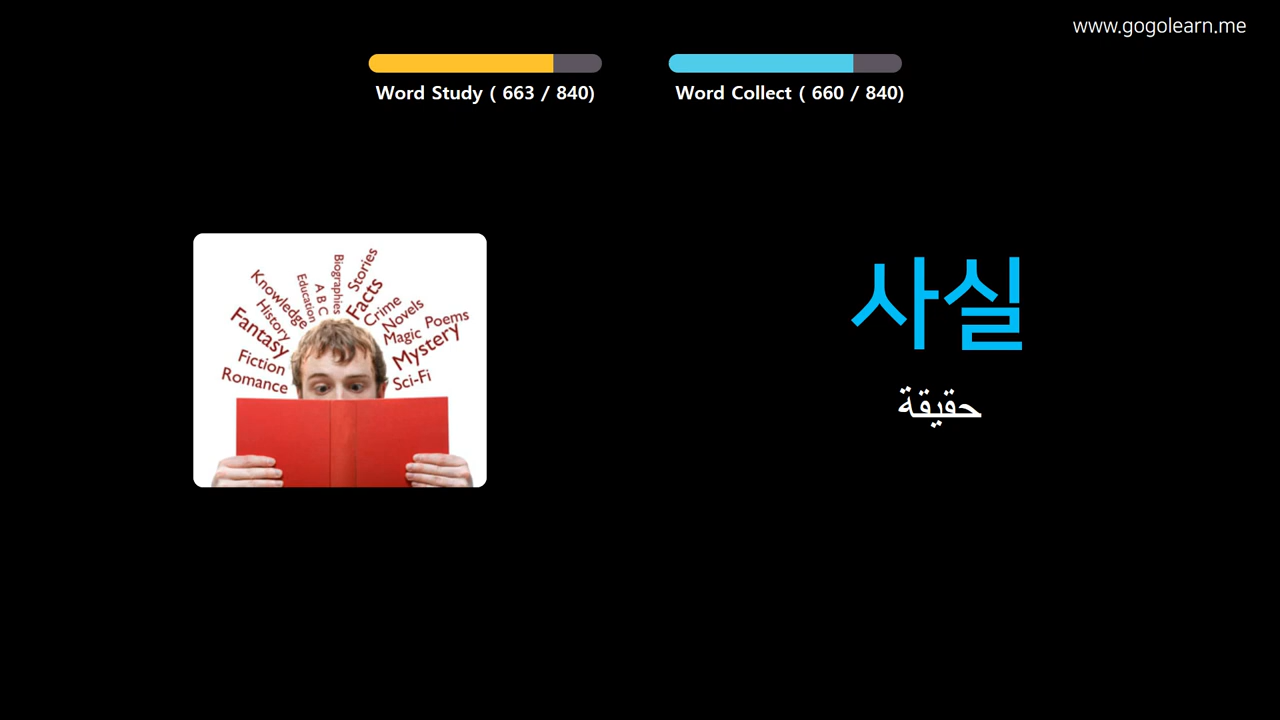 www.gogolearn.me
Word Study ( 663 / 840)
Word Collect ( 660 / 840)
Stories
Biographies
Facts
A B C
Education
Knowledge
Crime
History
Novels
Fantasy
Magic
Poems
Mystery
Fiction
Romance
Sci-Fi
사실
حقيقة